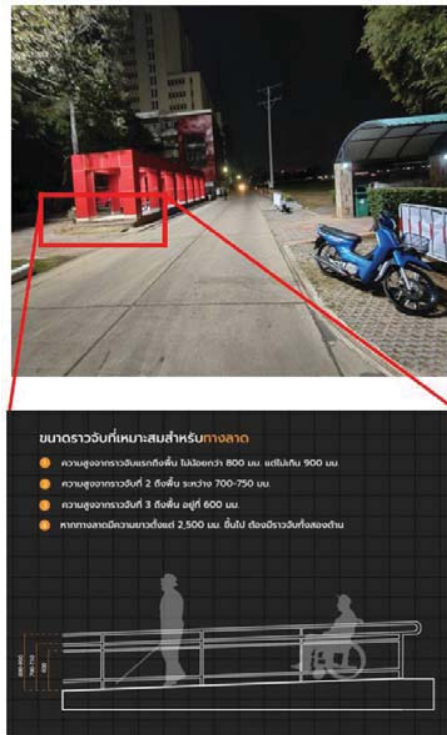 ขนาดราวจับที่เหมาะสมสำหรับทางลาด
1 ความสูงจากราวจับแรกถึงพื้น ไม่น้อยกว่า 800 มม. แต่ไม่เกิน 900 มม.
2 ความสูงจากราวจับที่ 2 ถึงพื้น ระหว่าง 700-750 มม.
3 ความสูงจากราวจับที่ 3 ถึงพื้น อยู่ที่ 600 มม.
4 หากทางลาดมีความยาวตั้งแต่ 2,500 มม. ขึ้นไป ต้องมีราวจับทั้งสองด้าน
800-900
700-750
600